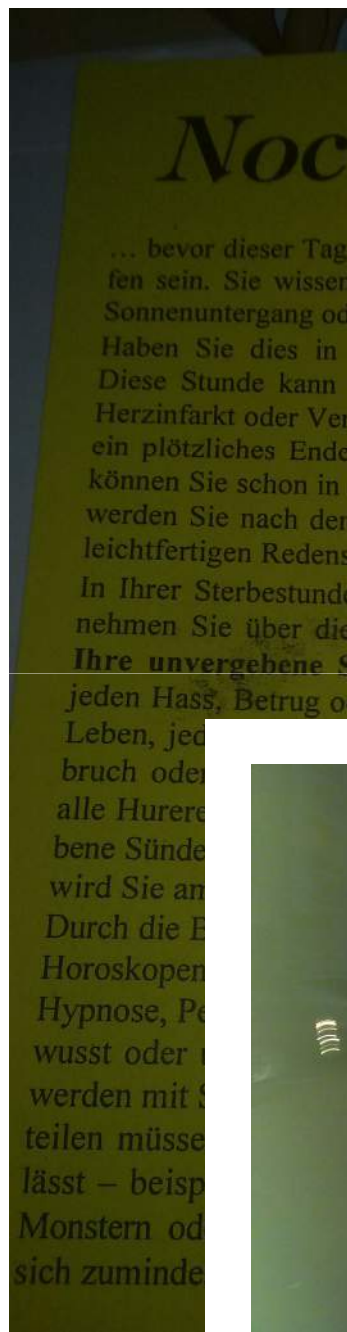 Noc
... bevor dieser Tag
fen sein. Sie wissen
Sonnenuntergang od
Haben Sie dies in
Diese Stunde kann
Herzinfarkt oder Ver
ein plötzliches Ende
können Sie schon in
werden Sie nach der
leichtfertigen Redens
In Ihrer Sterbestunde
nehmen Sie über die
Ihre unvergebene S
jeden Hass, Betrug o
Leben, jed
bruch oder
alle Hurere
bene Sünde
wird Sie am
Durch die B
Horoskopen
Hypnose, Pe
wusst oder
werden mit S
teilen müsse
lässt – beisp
Monstern od
sich zuminde